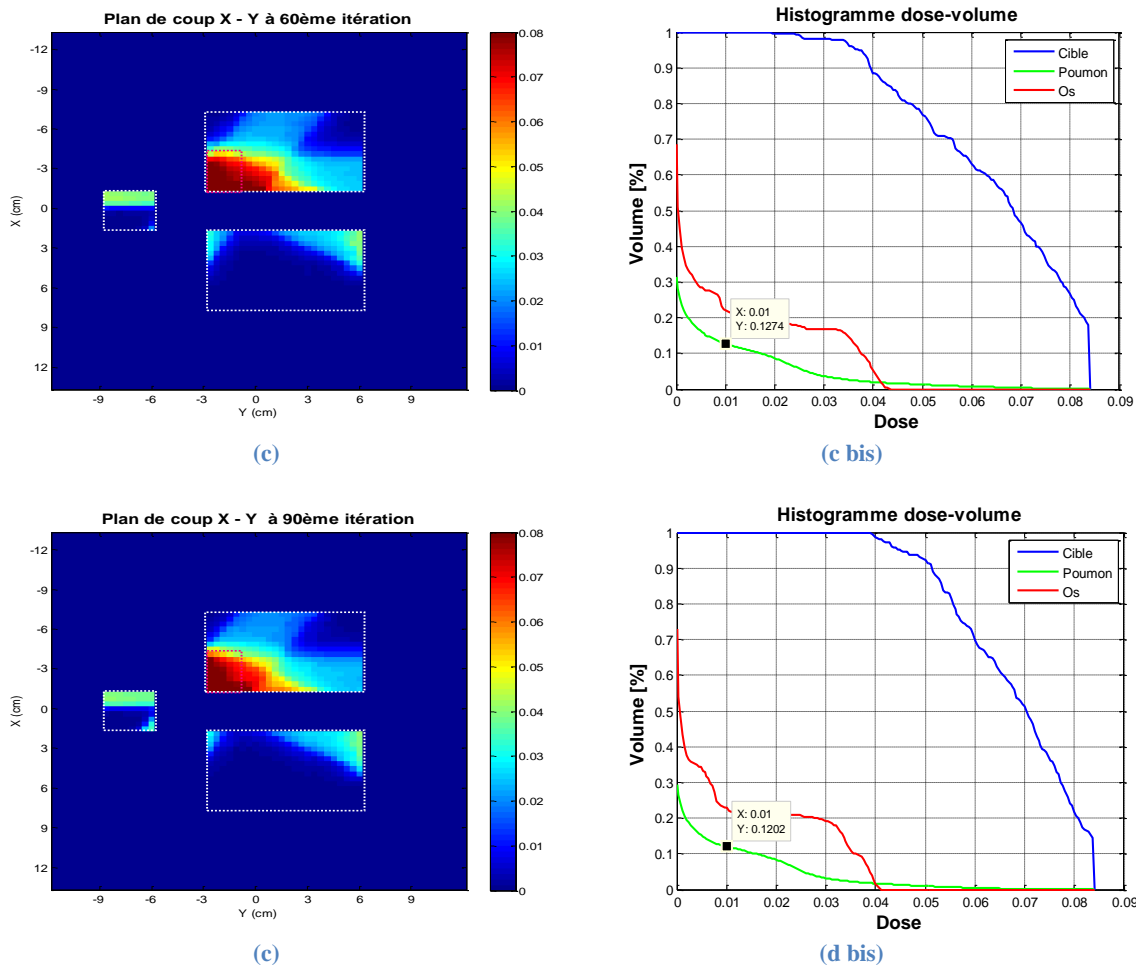 Plan de coup X - Y à 60ème itération
-12
-9
-6
-3
0
3
6
9
12
X (cm)
-9 -6 -3 0 3 6 9
Y (cm)
0.08
0.07
0.06
0.05
0.04
0.03
0.02
0.01
0
(c)
Histogramme dose-volume
1
0.9
0.8
0.7
0.6
0.5
0.4
0.3
0.2
0.1
0
Volume [%]
Cible
Poumon
Os
X: 0.01
Y: 0.1274
0 0.01 0.02 0.03 0.04 0.05 0.06 0.07 0.08 0.09
Dose
(c bis)
Plan de coup X - Y à 90ème itération
-12
-9
-6
-3
0
3
6
9
12
X (cm)
-9 -6 -3 0 3 6 9
Y (cm)
0.08
0.07
0.06
0.05
0.04
0.03
0.02
0.01
0
(c)
Histogramme dose-volume
1
0.9
0.8
0.7
0.6
0.5
0.4
0.3
0.2
0.1
0
Volume [%]
Cible
Poumon
Os
X: 0.01
Y: 0.1202
0 0.01 0.02 0.03 0.04 0.05 0.06 0.07 0.08 0.09
Dose
(d bis)